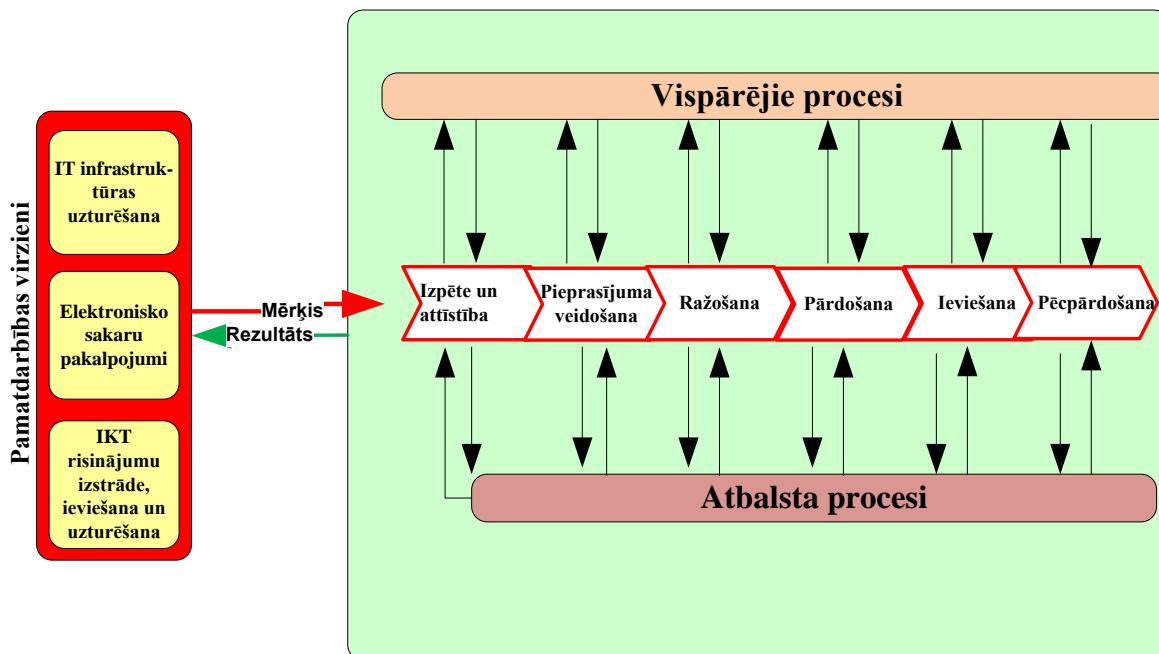 Pamatdarbības virzieni
IT infrastruk-
tūras
uzturēšana
Elektronisko
sakaru
pakalpojumi
IKT
risinājumu
izstrāde,
ieviešana un
uzturēšana
Mērķis
Rezultāts
Vispārējie procesi
Izpēte un
attīstība
Pieprasījuma
veidošana
Ražošana
Pārdošana
Ieviešana
Pēcpārdošana
Atbalsta procesi